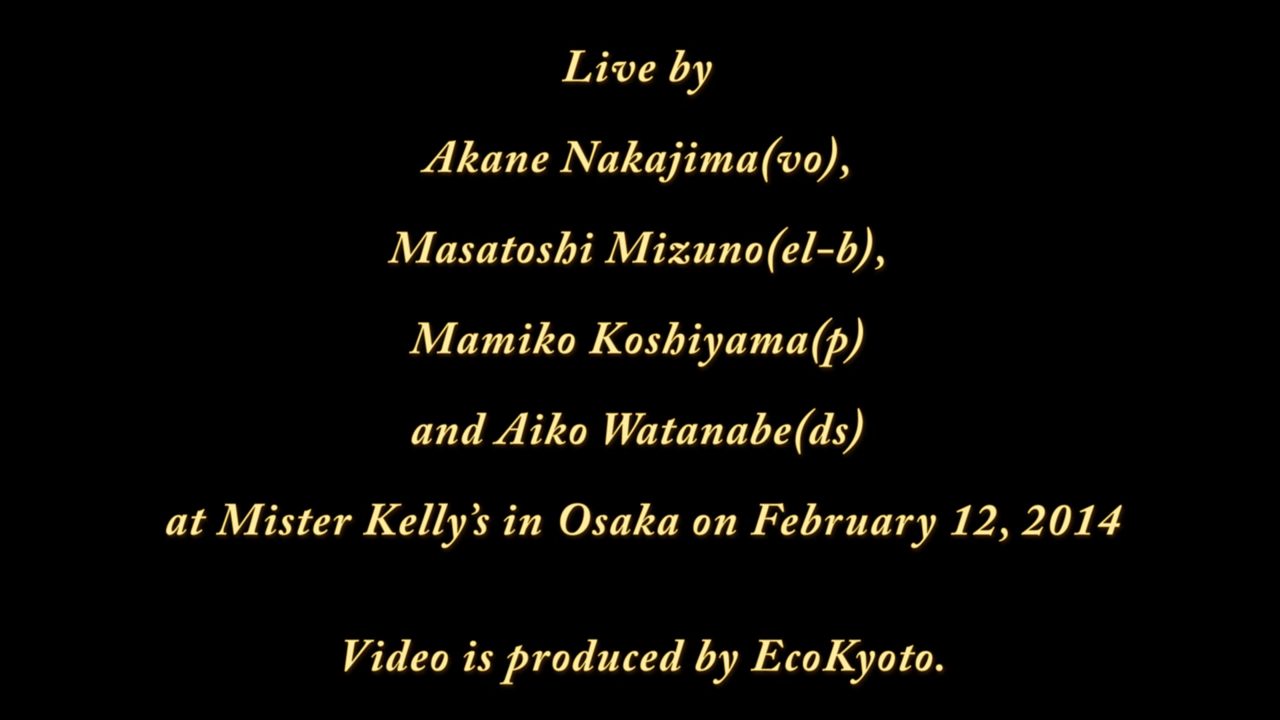 Live by
Akane Nakajima(vo),
Masatoshi Mizuno(el-b),
Mamiko Koshiyama(p)
and Aiko Watanabe(ds)
at Mister Kelly’s in Osaka on February 12, 2014
Video is produced by EcoKyoto.